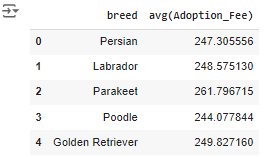 breed avg(Adoption_Fee)
0 Persian 247.305556
1 Labrador 248.575130
2 Parakeet 261.796715
3 Poodle 244.077844
4 Golden Retriever 249.827160